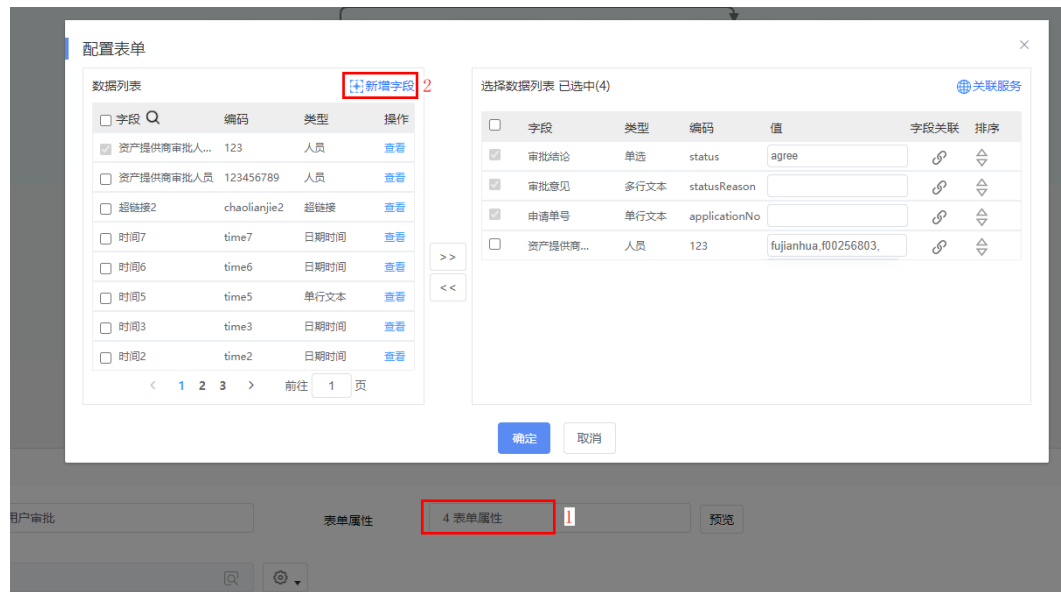 配置表单
数据列表 新增字段 2
字段 编码 类型 操作
资产提供商审批人... 123 人员 查看
资产提供商审批人员 123456789 人员 查看
超链接2 chaolianjie2 超链接 查看
时间7 time7 日期时间 查看
时间6 time6 日期时间 查看
时间5 time5 单行文本 查看
时间3 time3 日期时间 查看
时间2 time2 日期时间 查看
< 1 2 3 > 前往 1 页
>>
<<
选择数据列表 已选中(4) 关联服务
字段 类型 编码 值 字段关联 排序
审批结论 单选 status agree
审批意见 多行文本 statusReason
申请单号 单行文本 applicationNo
资产提供商... 人员 123 fujianhua,f00256803,
确定 取消
用户审批 表单属性 4 表单属性 1 预览